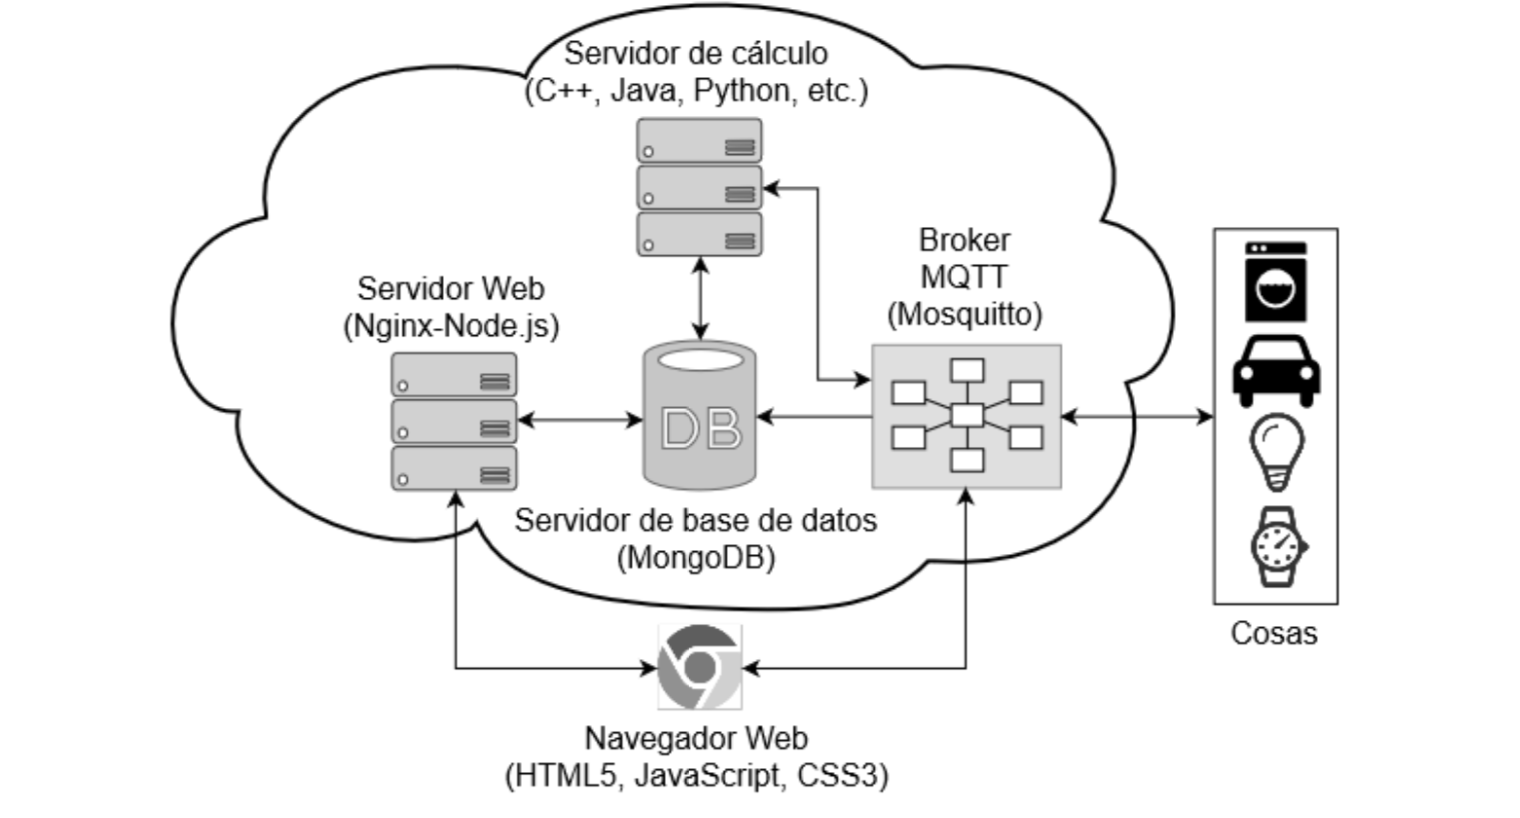 Servidor de cálculo
(C++, Java, Python, etc.)
Broker
MQTT
(Mosquitto)
Servidor Web
(Nginx-Node.js)
DB
Servidor de base de datos
(MongoDB)
Cosas
Navegador Web
(HTML5, JavaScript, CSS3)